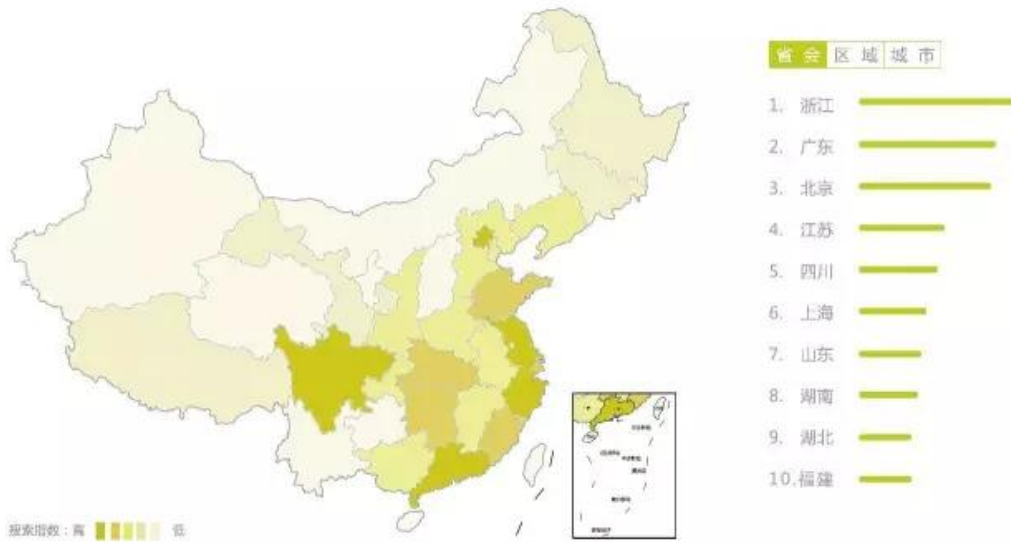 省会 区域 城市
1. 浙江
2. 广东
3. 北京
4. 江苏
5. 四川
6. 上海
7. 山东
8. 湖南
9. 湖北
10.福建
搜索指数：高 低